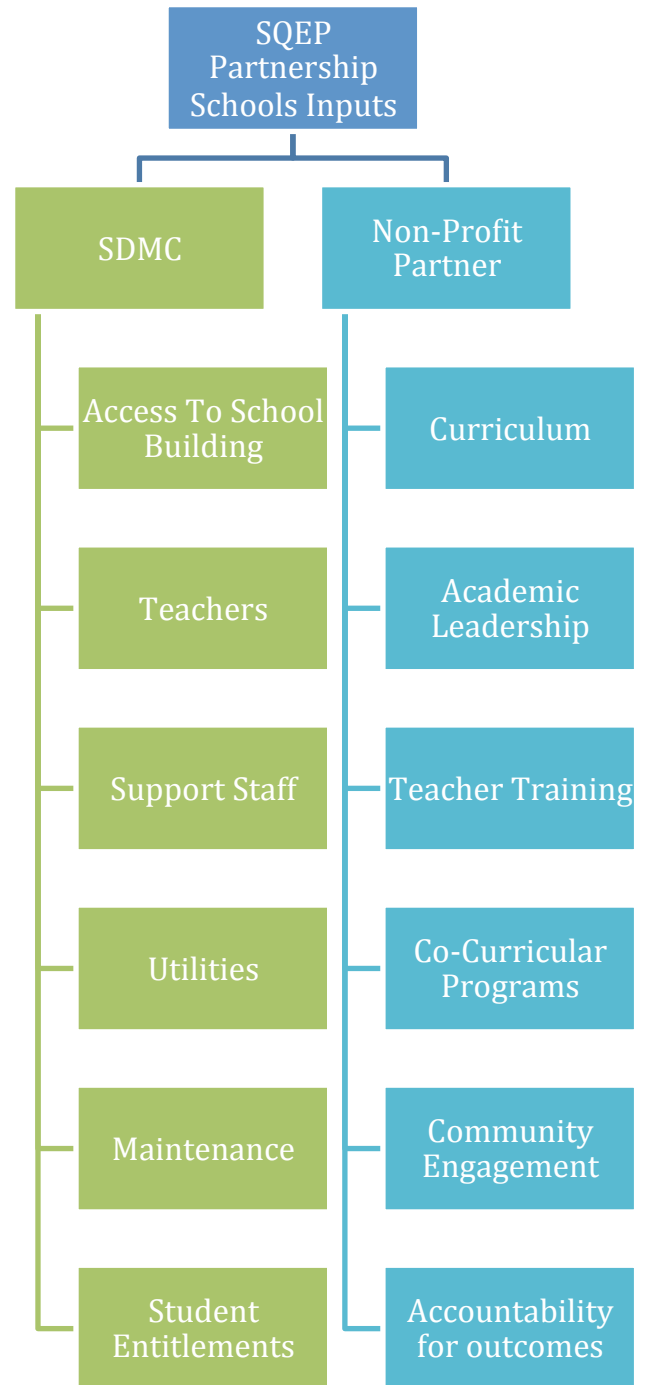 SQEP
Partnership
Schools Inputs
SDMC
Non-Profit
Partner
Access To School
Building
Teachers
Support Staff
Utilities
Maintenance
Student
Entitlements
Curriculum
Academic
Leadership
Teacher Training
Co-Curricular
Programs
Community
Engagement
Accountability
for outcomes